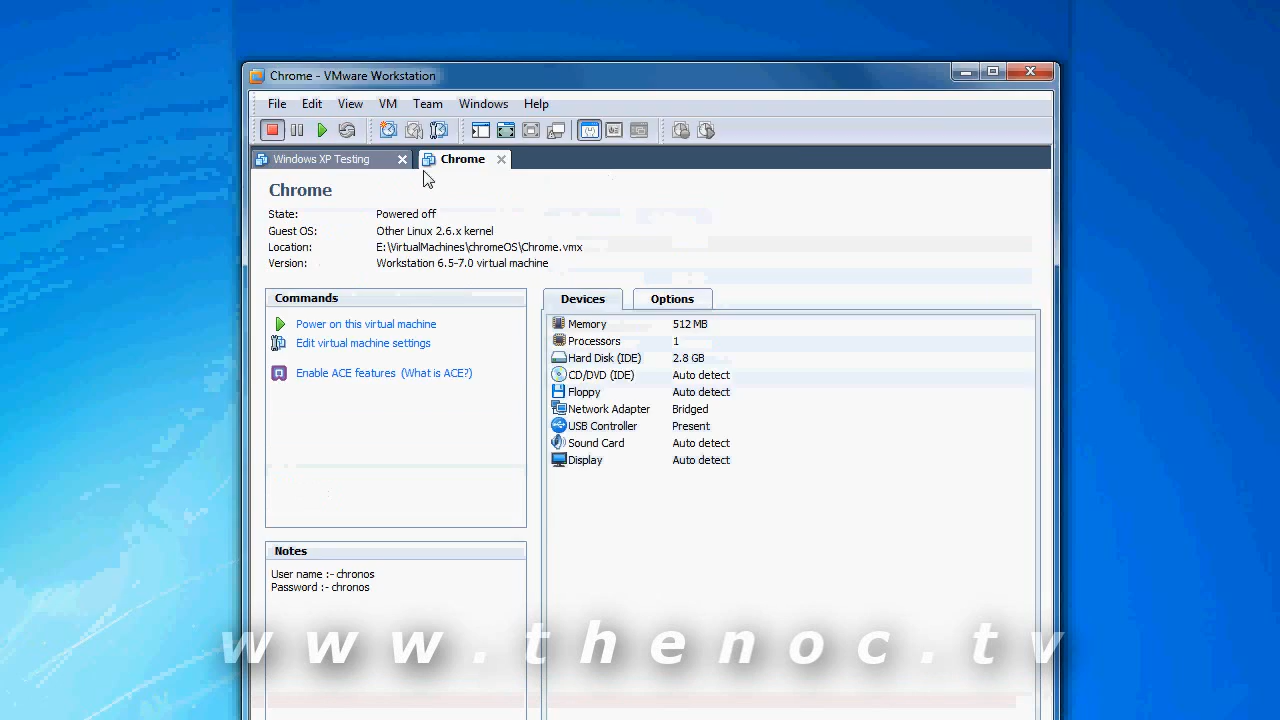 Chrome - VMware Workstation
File Edit View VM Team Windows Help
Windows XP Testing Chrome
Chrome
State: Powered off
Guest OS: Other Linux 2.6.x kernel
Location: E:\VirtualMachines\chromeOS\Chrome.vmx
Version: Workstation 6.5-7.0 virtual machine
Commands
Power on this virtual machine
Edit virtual machine settings
Enable ACE features (What is ACE?)
Devices Options
Memory 512 MB
Processors 1
Hard Disk (IDE) 2.8 GB
CD/DVD (IDE) Auto detect
Floppy Auto detect
Network Adapter Bridged
USB Controller Present
Sound Card Auto detect
Display Auto detect
Notes
User name :- chronos
Password :- chronos
www.thenoc.tv